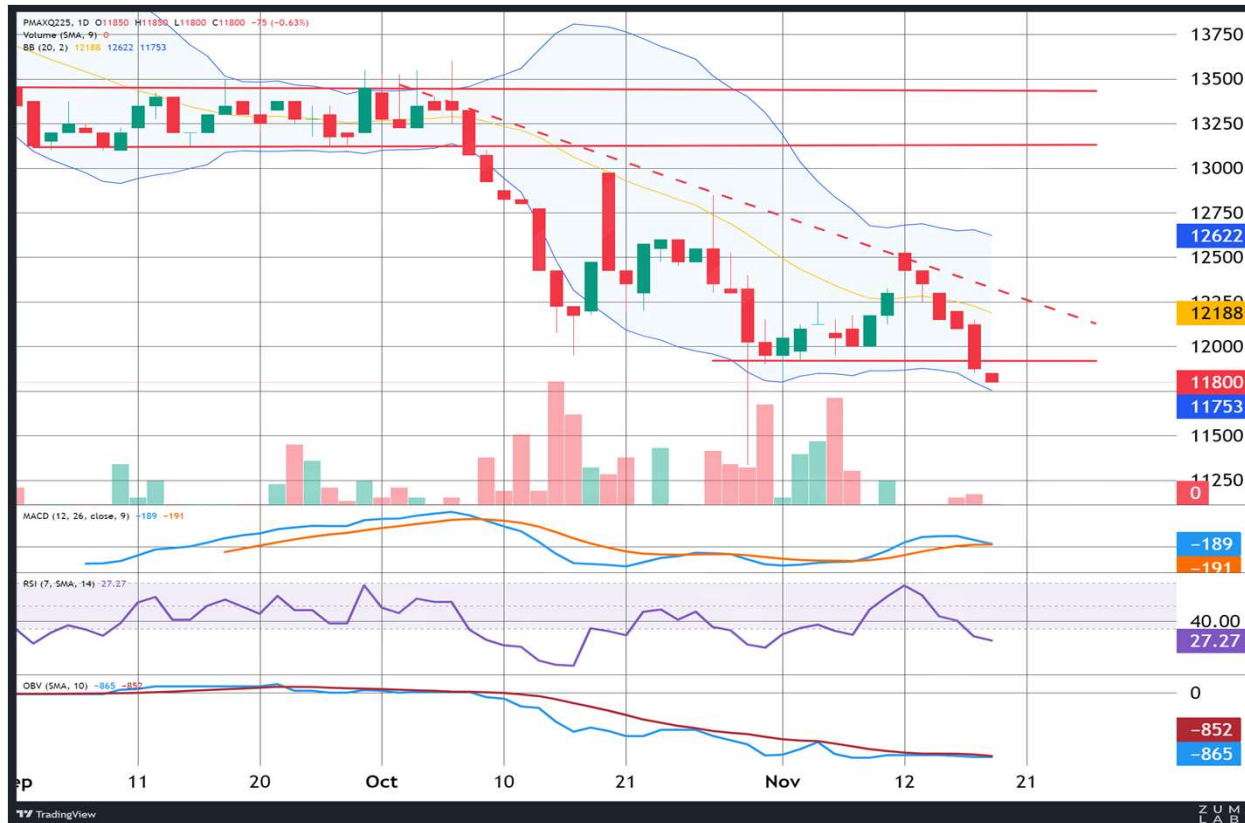 PMAXQ225, 1D O11850 H11850 L11800 C11800 −75 (−0.63%)
Volume (SMA, 9) 0
BB (20, 2) 12188 12622 11753
13750
13500
13250
13000
12750
12622
12500
12250
12188
12000
11800
11753
11500
11250
0
MACD (12, 26, close, 9) −189 −191
−189
−191
RSI (7, SMA, 14) 27.27
40.00
27.27
OBV (SMA, 10) −865 −852
0
−852
−865
ep 11 20 Oct 10 21 Nov 12 21
TradingView
ZUM
LAB